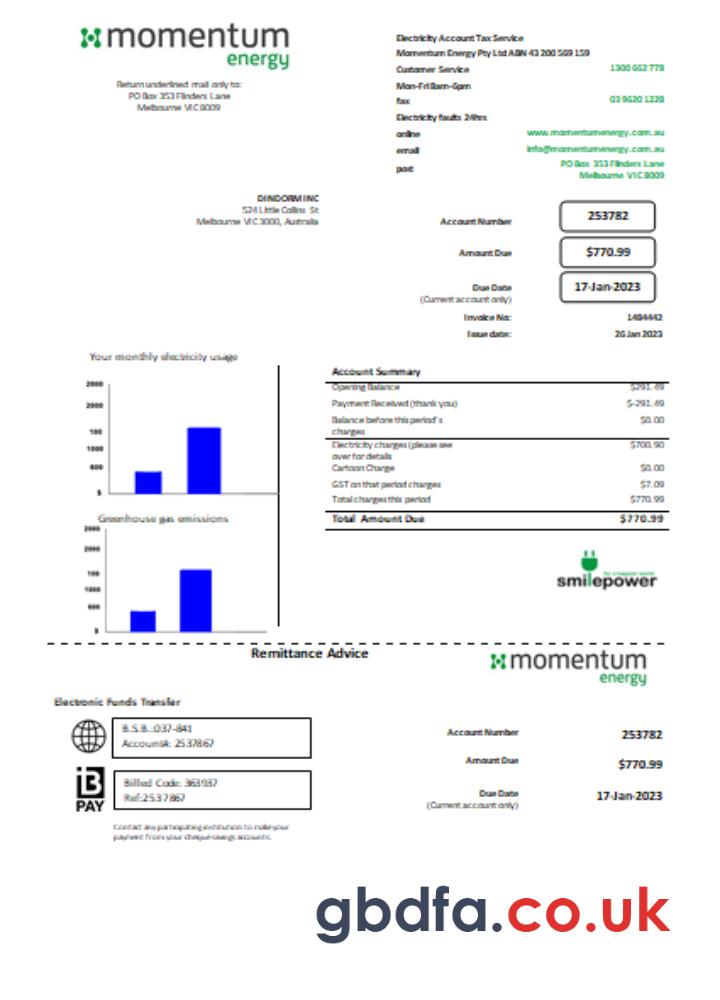 momentum
energy
Return underlined mail only to:
PO Box 353 Flinders Lane
Melbourne VIC 8009
Electricity Account Tax Service
Momentum Energy Pty Ltd ABN 43 200 569 159
Customer Service 1300 662 778
Mon-Fri 8am-6pm
fax 03 9620 1228
Electricity faults 24hrs
online www.momentumenergy.com.au
email info@momentumenergy.com.au
post PO Box 353 Flinders Lane
Melbourne VIC 8009
DINDORM INC
524 Little Collins St
Melbourne VIC 3000, Australia
Account Number 253782
Amount Due $770.99
Due Date 17-Jan-2023
(Current account only)
Invoice No: 1484442
Issue date: 26 Jan 2023
Your monthly electricity usage
2000
2000
100
1000
600
$
Greenhouse gas emissions
2000
2000
100
1000
600
$
Account Summary
Opening Balance $291.49
Payment Received (thank you) $-291.49
Balance before this period's $0.00
charges
Electricity charges (please see $700.90
over for details
Cartoon Charge $0.00
GST on that period charges $7.09
Total charges this period $770.99
Total Amount Due $770.99
smilepower
Remittance Advice
momentum
energy
Electronic Funds Transfer
B.S.B.:037-841
Account#: 2537867
B
PAY
Billed Code: 363937
Ref:2537867
Contact any participating institution to make your
payment from your cheque savings accounts.
Account Number 253782
Amount Due $770.99
Due Date 17-Jan-2023
(Current account only)
gbdfa.co.uk